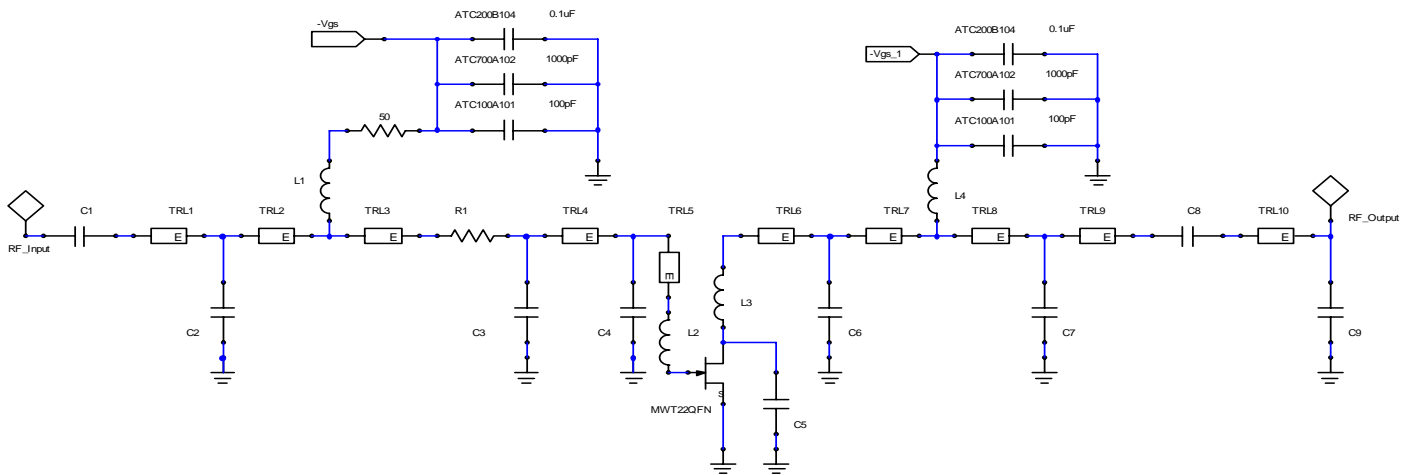 -Vgs
ATC200B104 0.1uF
ATC700A102 1000pF
ATC100A101 100pF
50
-Vgs_1
ATC200B104 0.1uF
ATC700A102 1000pF
ATC100A101 100pF
L1
L4
C1 TRL1 TRL2 TRL3 R1 TRL4 TRL5 TRL6 TRL7 TRL8 TRL9 C8 TRL10 RF_Output
E E E E E E E E E
RF_Input
E
L3
C2 C3 C4 L2 C6 C7 C9
S
MWT22QFN
C5